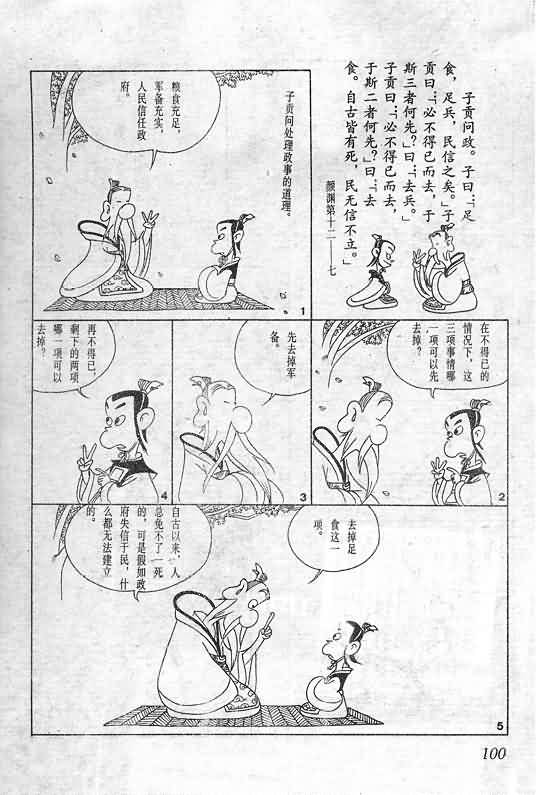 子贡问政。子曰:「足
食,足兵,民信之矣。」子
贡曰:「必不得已而去,于
斯三者何先?」曰:「去兵。」
子贡曰:「必不得已而去,
于斯二者何先?」曰:「去
食。自古皆有死,民无信不立。」
颜渊第十二——七
子贡问处理政事的道理。
粮食充足,
军备充实,
人民信任政
府。
1
在不得已的
情况下,这
三项事情哪
一项可以先
去掉?
2
先去掉军
备。
3
再不得已,
剩下的两项
哪一项可以
去掉?
4
去掉足
食这一
项。
自古以来,人
总免不了一死
的,可是假如政
府失信于民,什
么都无法建立
的。
5
100